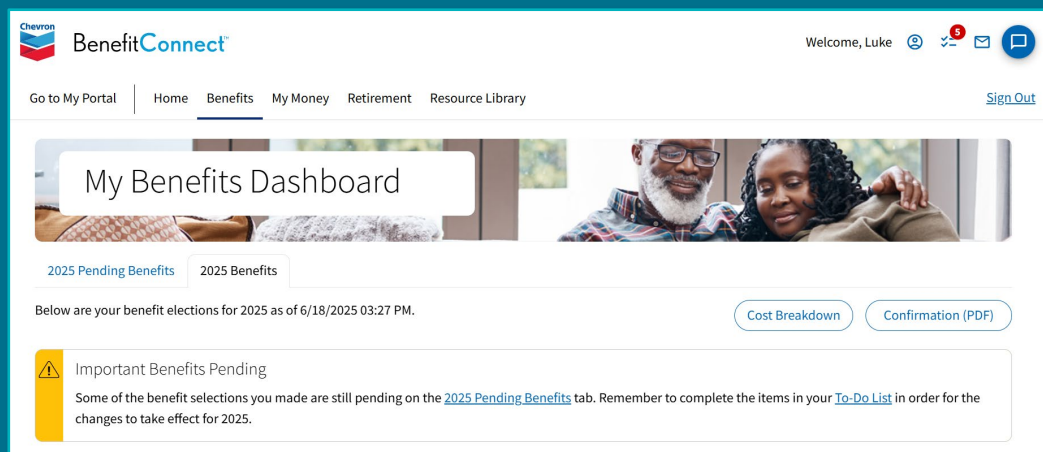 Chevron
BenefitConnect™
Welcome, Luke
5
Go to My Portal Home Benefits My Money Retirement Resource Library Sign Out
My Benefits Dashboard
2025 Pending Benefits 2025 Benefits
Below are your benefit elections for 2025 as of 6/18/2025 03:27 PM.
Cost Breakdown Confirmation (PDF)
Important Benefits Pending
Some of the benefit selections you made are still pending on the 2025 Pending Benefits tab. Remember to complete the items in your To-Do List in order for the
changes to take effect for 2025.